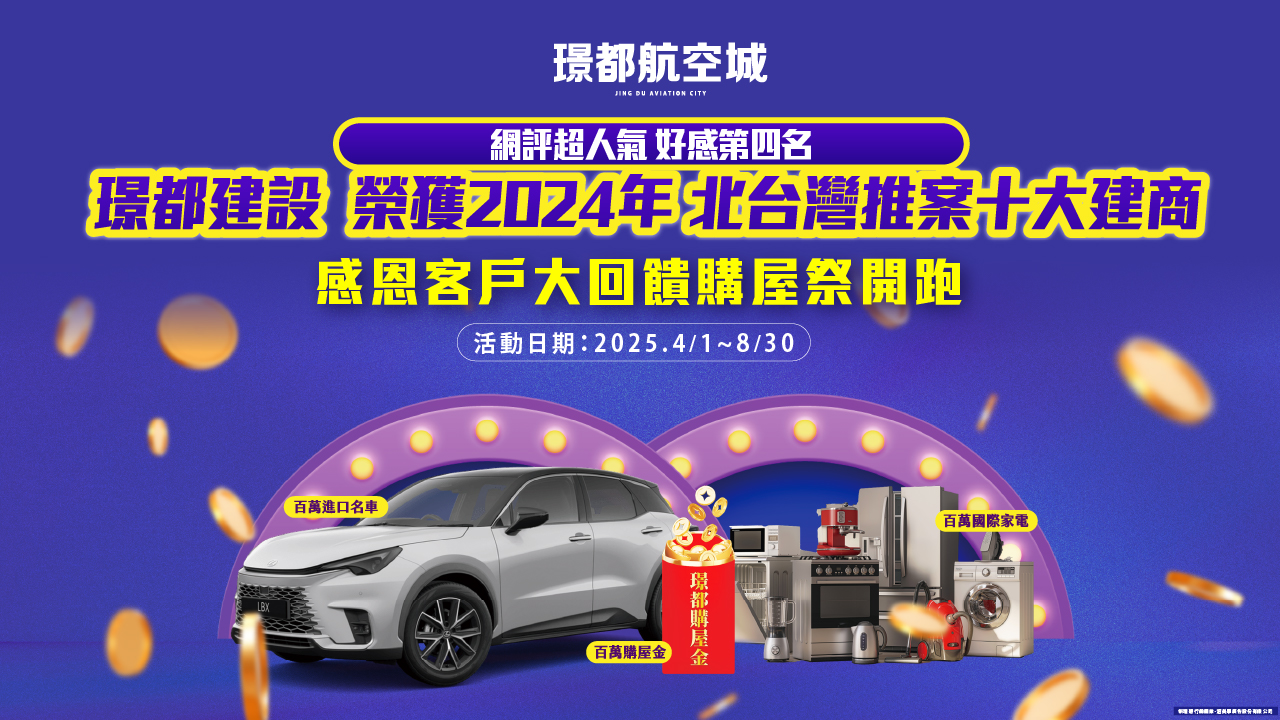 璟都航空城
JING DU AVIATION CITY
網評超人氣 好感第四名
璟都建設 榮獲2024年 北台灣推案十大建商
感恩客戶大回饋購屋祭開跑
活動日期：2025.4/1~8/30
百萬進口名車
百萬國際家電
LBX
璟都購屋金
百萬購屋金